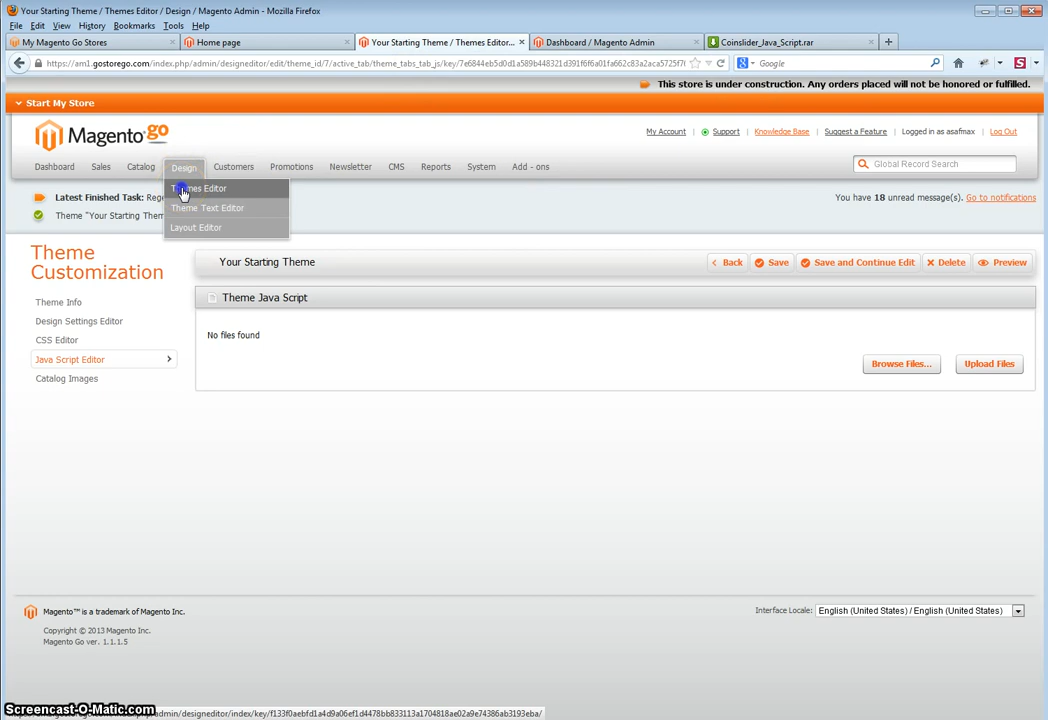 Your Starting Theme / Themes Editor / Design / Magento Admin - Mozilla Firefox
File Edit View History Bookmarks Tools Help
My Magento Go Stores
Home page
Your Starting Theme / Themes Editor...
Dashboard / Magento Admin
Coinslider_Java_Script.rar
Google
This store is under construction. Any orders placed will not be honored or fulfilled.
Start My Store
Magento go
My Account Support Knowledge Base Suggest a Feature Logged in as asafmax Log Out
Dashboard Sales Catalog Design Customers Promotions Newsletter CMS Reports System Add - ons
Global Record Search
Themes Editor
Theme Text Editor
Layout Editor
Latest Finished Task:
Theme "Your Starting
You have 18 unread message(s). Go to notifications
Theme
Customization
Theme Info
Design Settings Editor
CSS Editor
Java Script Editor
Catalog Images
Your Starting Theme
Back Save Save and Continue Edit Delete Preview
Theme Java Script
No files found
Browse Files... Upload Files
Magento™ is a trademark of Magento Inc.
Copyright © 2013 Magento Inc.
Magento Go ver. 1.1.1.5
Interface Locale: English (United States) / English (United States)
Screencast-O-Matic.com